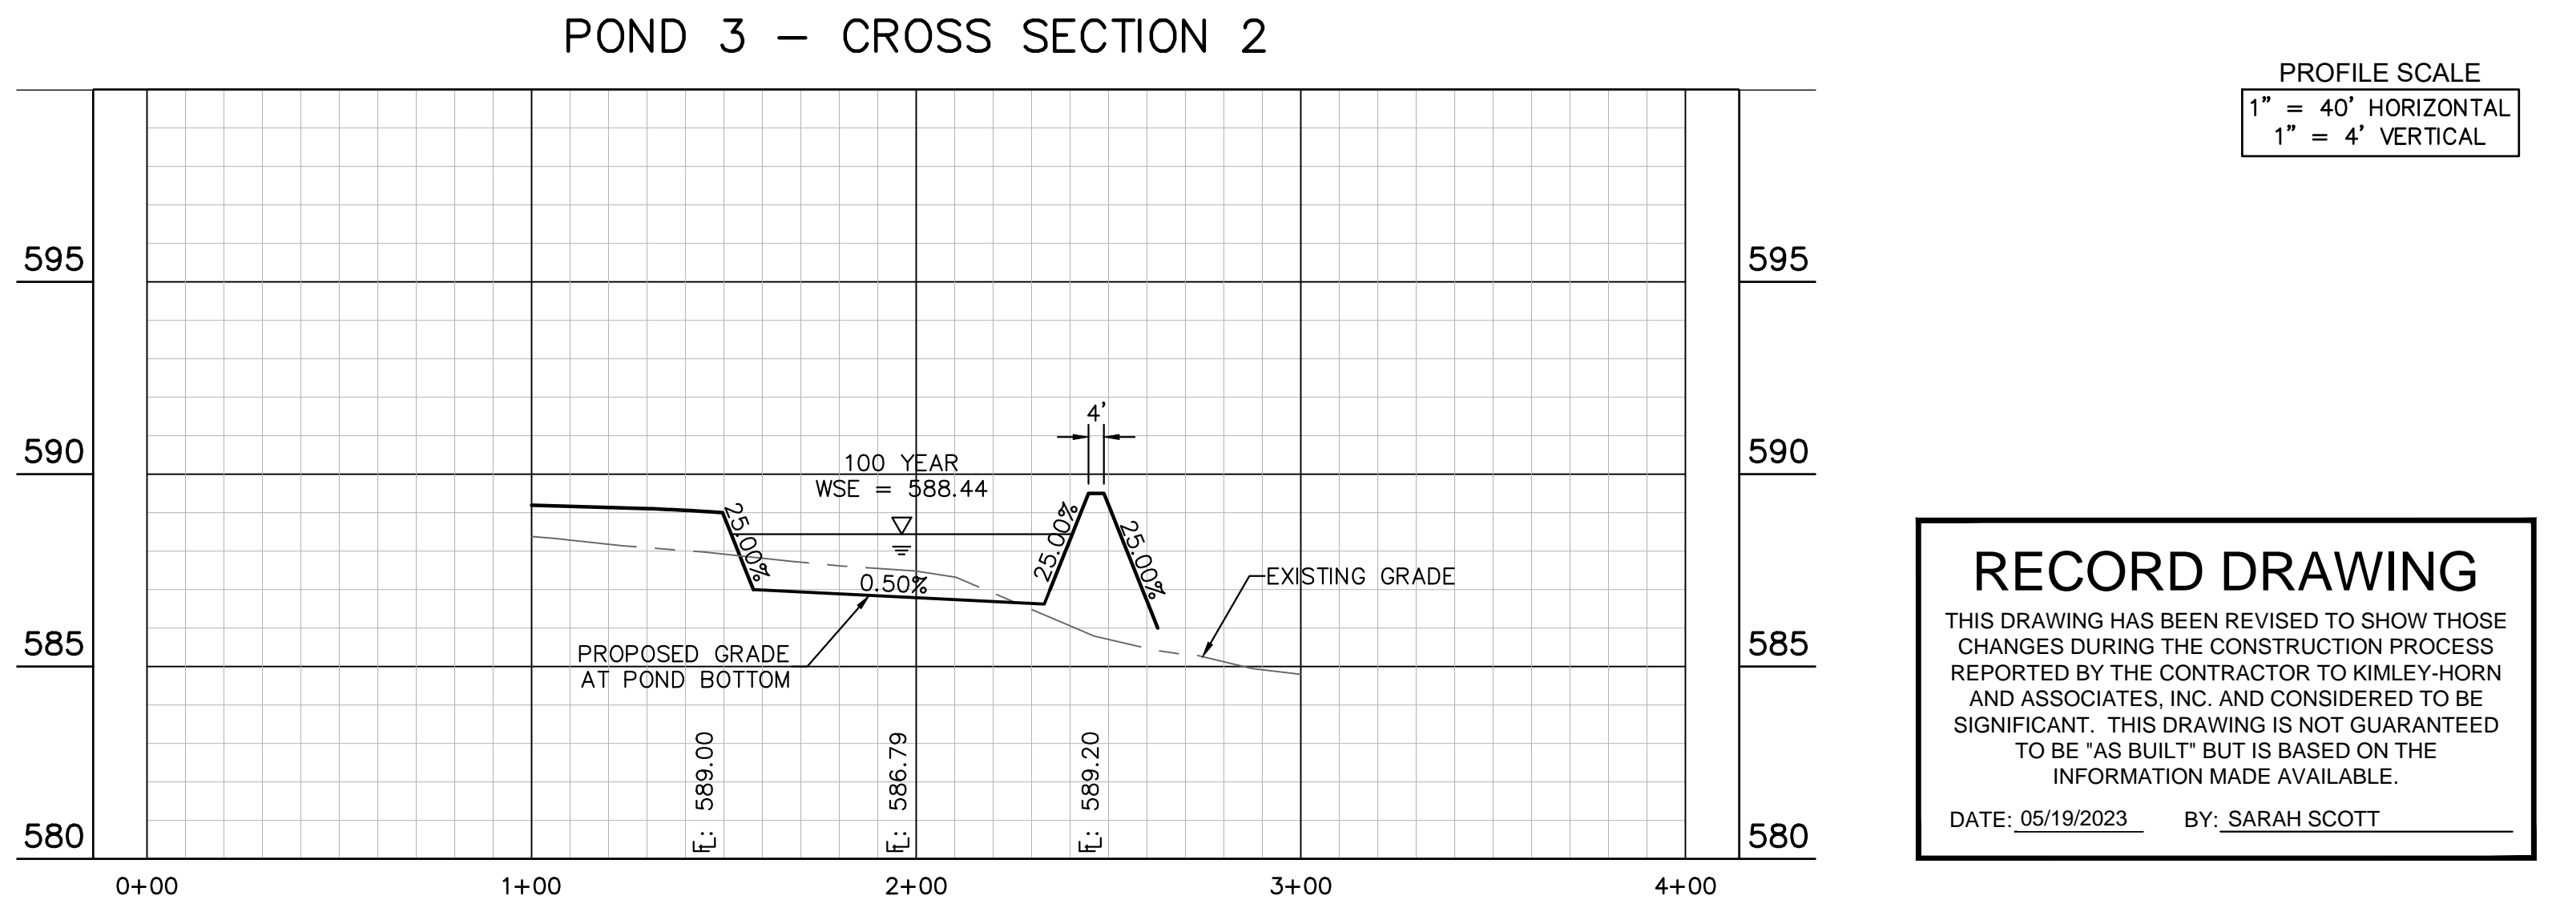 POND 3 – CROSS SECTION 2
PROFILE SCALE
1" = 40' HORIZONTAL
1" = 4' VERTICAL
595
595
590
590
585
585
580
580
4'
100 YEAR
WSE = 588.44
25.00%
25.00%
25.00%
0.50%
EXISTING GRADE
PROPOSED GRADE
AT POND BOTTOM
FL: 589.00
FL: 586.79
FL: 589.20
0+00
1+00
2+00
3+00
4+00
RECORD DRAWING
THIS DRAWING HAS BEEN REVISED TO SHOW THOSE
CHANGES DURING THE CONSTRUCTION PROCESS
REPORTED BY THE CONTRACTOR TO KIMLEY-HORN
AND ASSOCIATES, INC. AND CONSIDERED TO BE
SIGNIFICANT. THIS DRAWING IS NOT GUARANTEED
TO BE "AS BUILT" BUT IS BASED ON THE
INFORMATION MADE AVAILABLE.
DATE: 05/19/2023 BY: SARAH SCOTT